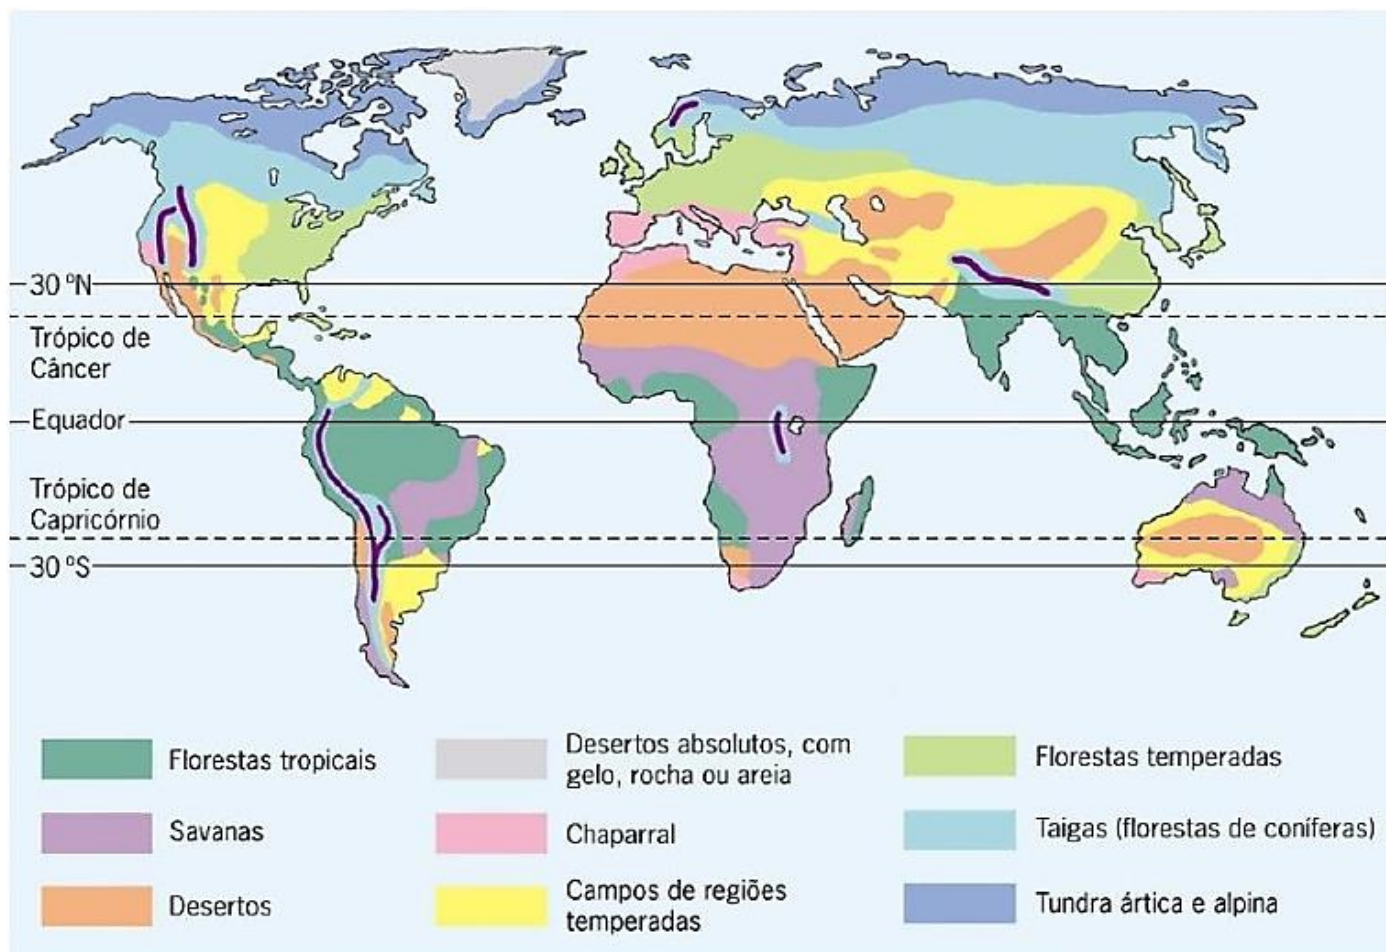 30 ºN
Trópico de
Câncer
Equador
Trópico de
Capricórnio
30 ºS
Florestas tropicais
Savanas
Desertos
Desertos absolutos, com
gelo, rocha ou areia
Chaparral
Campos de regiões
temperadas
Florestas temperadas
Taigas (florestas de coníferas)
Tundra ártica e alpina